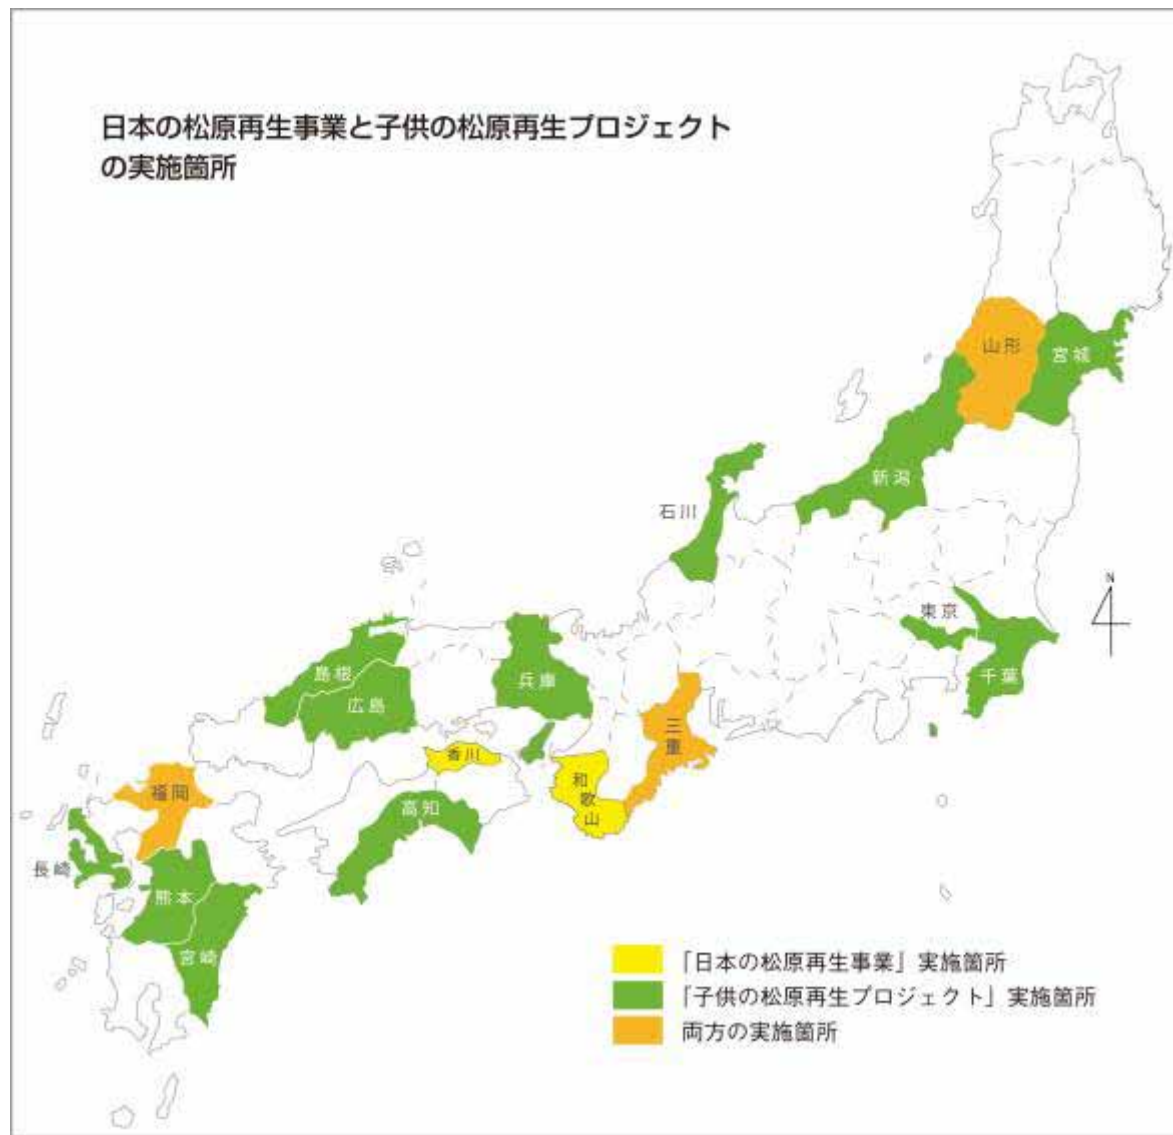 日本の松原再生事業と子供の松原再生プロジェクト
の実施箇所
山形
宮城
新潟
石川
東京
千葉
島根
広島
兵庫
三重
香川
和歌山
福岡
高知
長崎
熊本
宮崎
N
「日本の松原再生事業」実施箇所
「子供の松原再生プロジェクト」実施箇所
両方の実施箇所